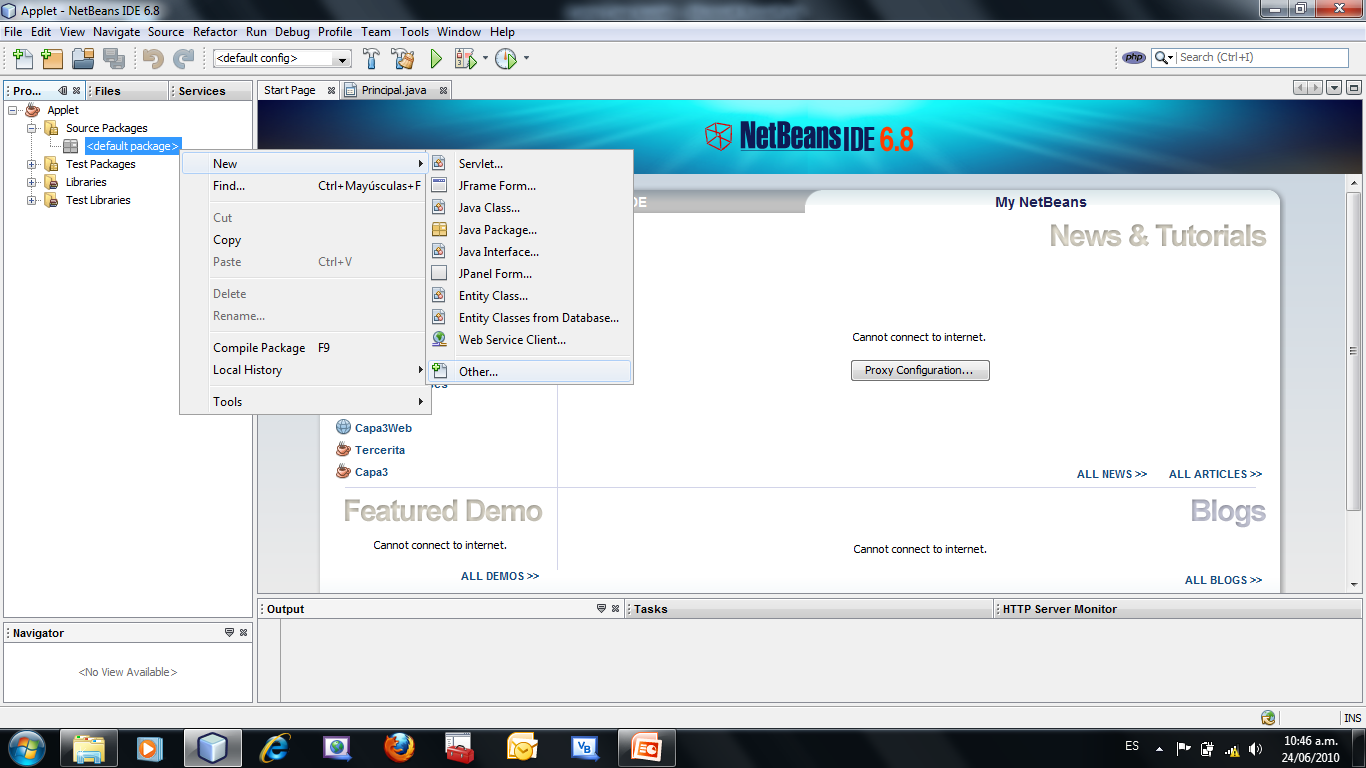 Applet - NetBeans IDE 6.8
File Edit View Navigate Source Refactor Run Debug Profile Team Tools Window Help
<default config>
php
Search (Ctrl+I)
Pro...
Files
Services
Start Page
Principal.java
Applet
Source Packages
<default package>
Test Packages
Libraries
Test Libraries
New
Find... Ctrl+Mayúsculas+F
Cut
Copy
Paste Ctrl+V
Delete
Rename...
Compile Package F9
Local History
Tools
Servlet...
JFrame Form...
Java Class...
Java Package...
Java Interface...
JPanel Form...
Entity Class...
Entity Classes from Database...
Web Service Client...
Other...
NetBeans IDE 6.8
My NetBeans
News & Tutorials
Cannot connect to internet.
Proxy Configuration...
ALL NEWS >> ALL ARTICLES >>
Capa3Web
Tercerita
Capa3
Featured Demo
Cannot connect to internet.
ALL DEMOS >>
Blogs
Cannot connect to internet.
ALL BLOGS >>
Output
Tasks
HTTP Server Monitor
Navigator
<No View Available>
INS
VB
ES
10:46 a.m.
24/06/2010